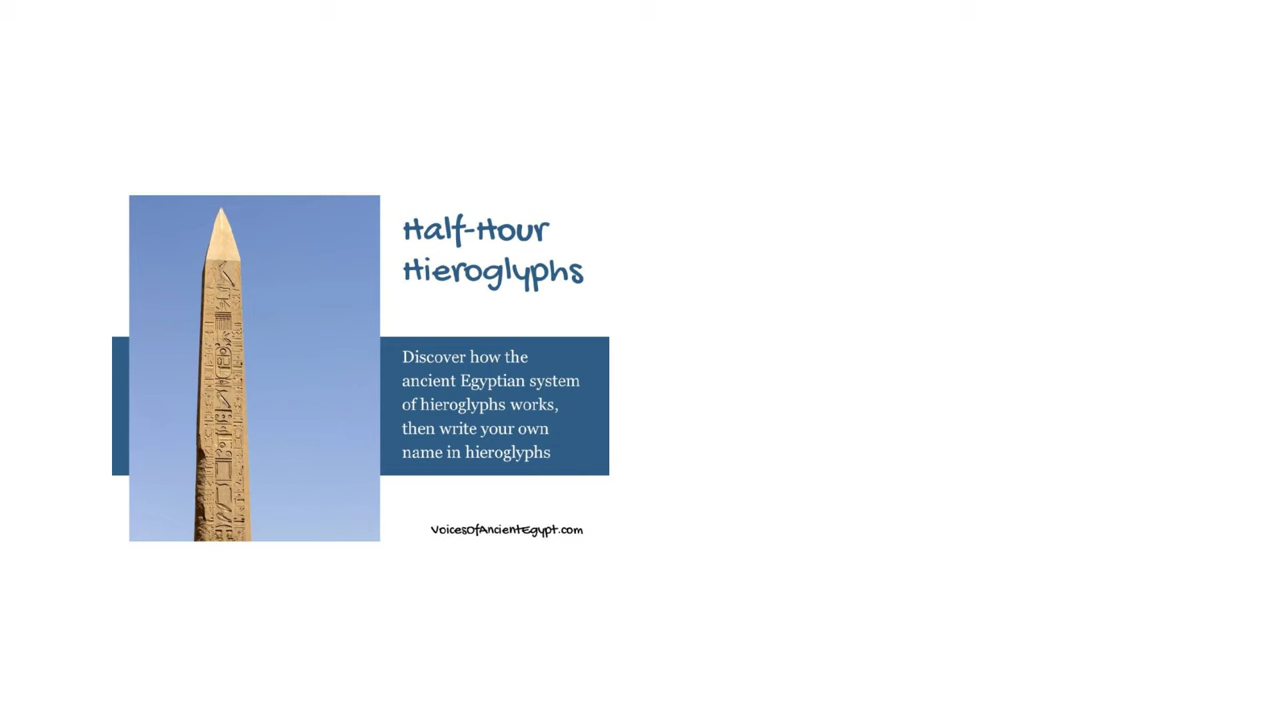 Half-Hour
Hieroglyphs
Discover how the
ancient Egyptian system
of hieroglyphs works,
then write your own
name in hieroglyphs
VoicesOfAncientEgypt.com